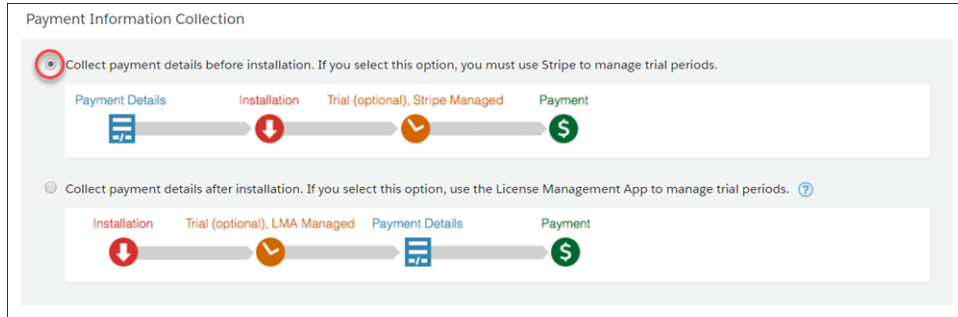 Payment Information Collection
Collect payment details before installation. If you select this option, you must use Stripe to manage trial periods.
Payment Details Installation Trial (optional), Stripe Managed Payment
$
Collect payment details after installation. If you select this option, use the License Management App to manage trial periods. ?
Installation Trial (optional), LMA Managed Payment Details Payment
$